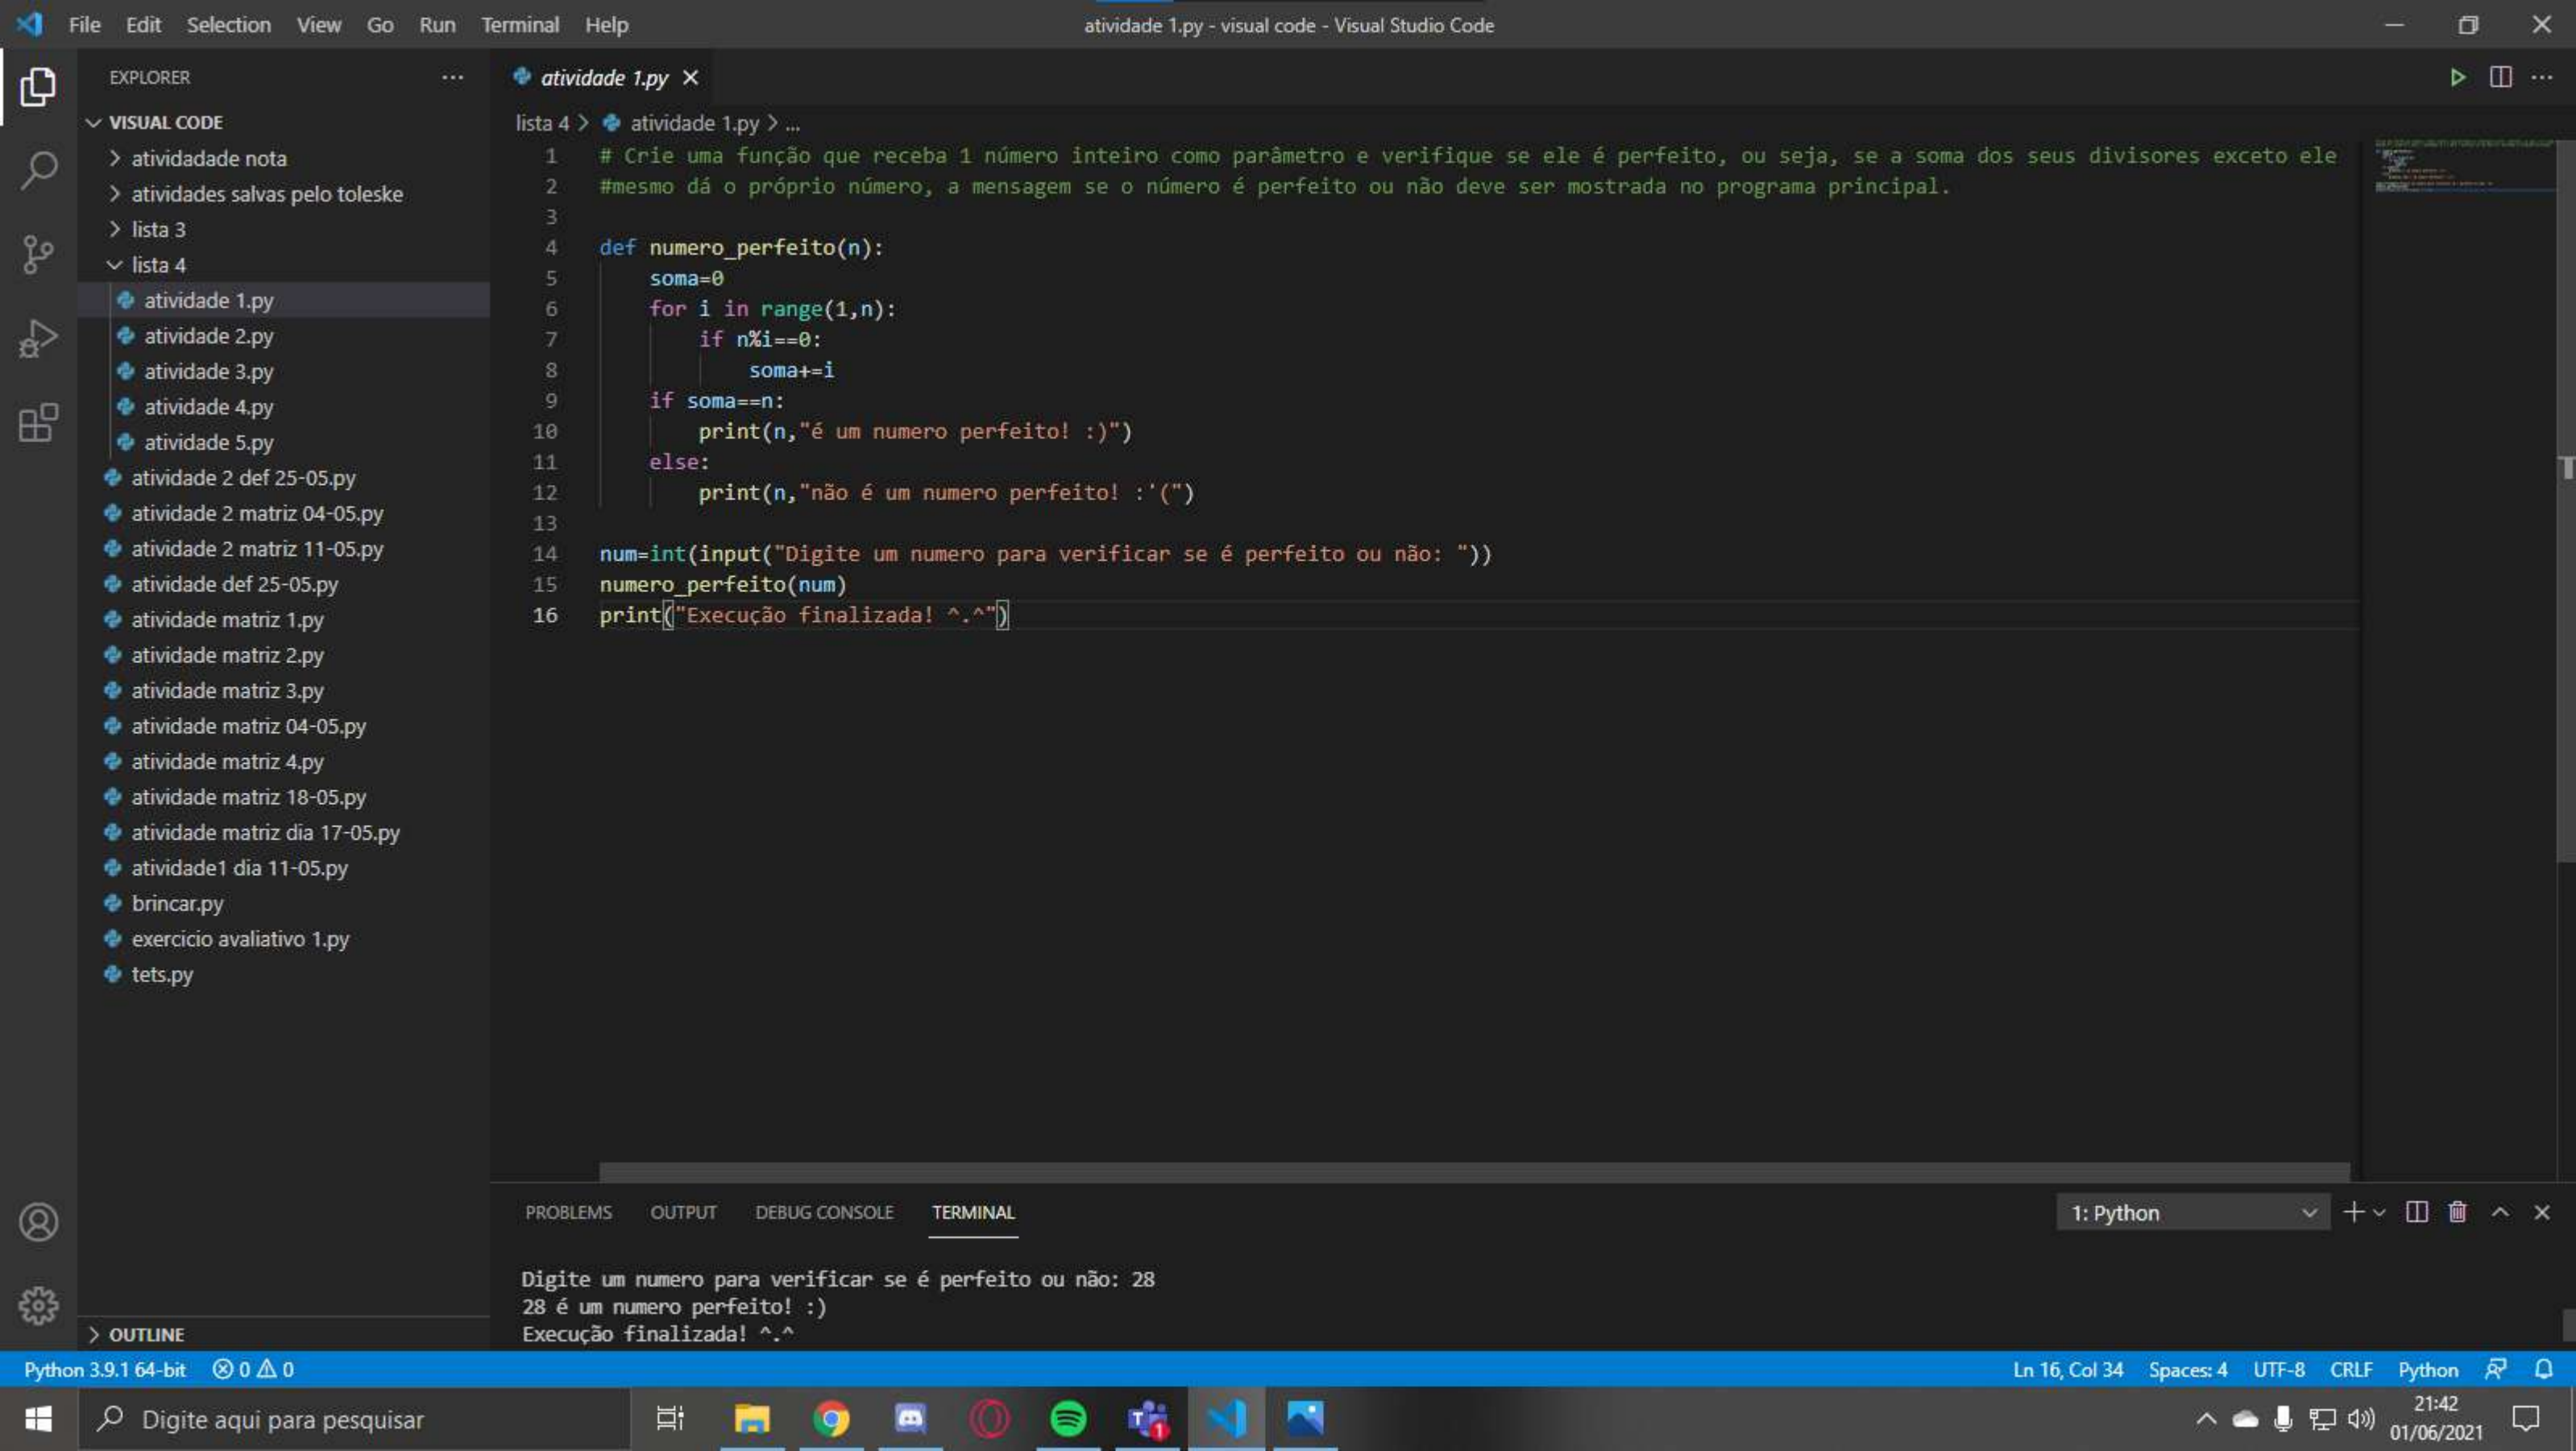 File Edit Selection View Go Run Terminal Help
atividade 1.py - visual code - Visual Studio Code
EXPLORER
VISUAL CODE
atividadade nota
atividades salvas pelo toleske
lista 3
lista 4
atividade 1.py
atividade 2.py
atividade 3.py
atividade 4.py
atividade 5.py
atividade 2 def 25-05.py
atividade 2 matriz 04-05.py
atividade 2 matriz 11-05.py
atividade def 25-05.py
atividade matriz 1.py
atividade matriz 2.py
atividade matriz 3.py
atividade matriz 04-05.py
atividade matriz 4.py
atividade matriz 18-05.py
atividade matriz dia 17-05.py
atividade1 dia 11-05.py
brincar.py
exercicio avaliativo 1.py
tets.py
OUTLINE
atividade 1.py
lista 4 > atividade 1.py > ...
1 # Crie uma função que receba 1 número inteiro como parâmetro e verifique se ele é perfeito, ou seja, se a soma dos seus divisores exceto ele
2 #mesmo dá o próprio número, a mensagem se o número é perfeito ou não deve ser mostrada no programa principal.
3
4 def numero_perfeito(n):
5     soma=0
6     for i in range(1,n):
7         if n%i==0:
8             soma+=i
9     if soma==n:
10         print(n,"é um numero perfeito! :)")
11     else:
12         print(n,"não é um numero perfeito! :'(")
13
14 num=int(input("Digite um numero para verificar se é perfeito ou não: "))
15 numero_perfeito(num)
16 print("Execução finalizada! ^.^")
PROBLEMS OUTPUT DEBUG CONSOLE TERMINAL
1: Python
Digite um numero para verificar se é perfeito ou não: 28
28 é um numero perfeito! :)
Execução finalizada! ^.^
Python 3.9.1 64-bit 0 0
Ln 16, Col 34 Spaces: 4 UTF-8 CRLF Python
Digite aqui para pesquisar
1
21:42
01/06/2021